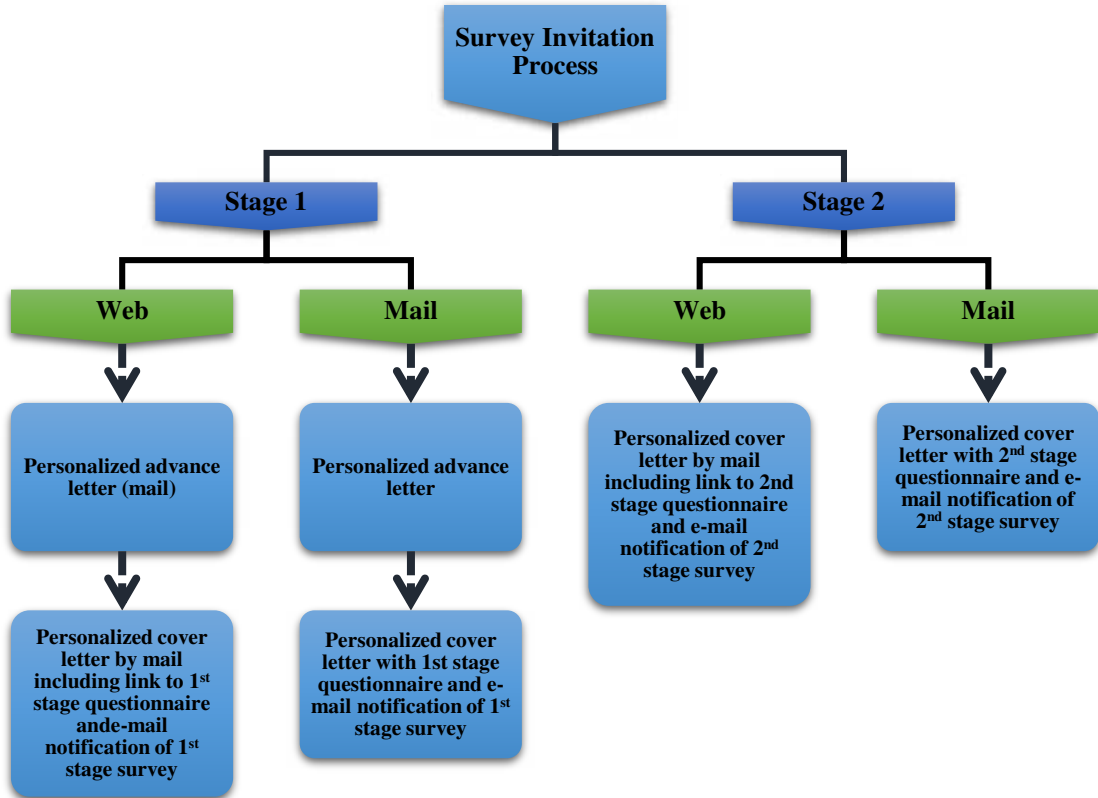 Survey Invitation
Process
Stage 1
Stage 2
Web
Mail
Web
Mail
Personalized advance
letter (mail)
Personalized advance
letter
Personalized cover
letter by mail
including link to 2nd
stage questionnaire
and e-mail
notification of 2nd
stage survey
Personalized cover
letter with 2nd stage
questionnaire and e-
mail notification of
2nd stage survey
Personalized cover
letter by mail
including link to 1st
stage questionnaire
ande-mail
notification of 1st
stage survey
Personalized cover
letter with 1st stage
questionnaire and e-
mail notification of 1st
stage survey